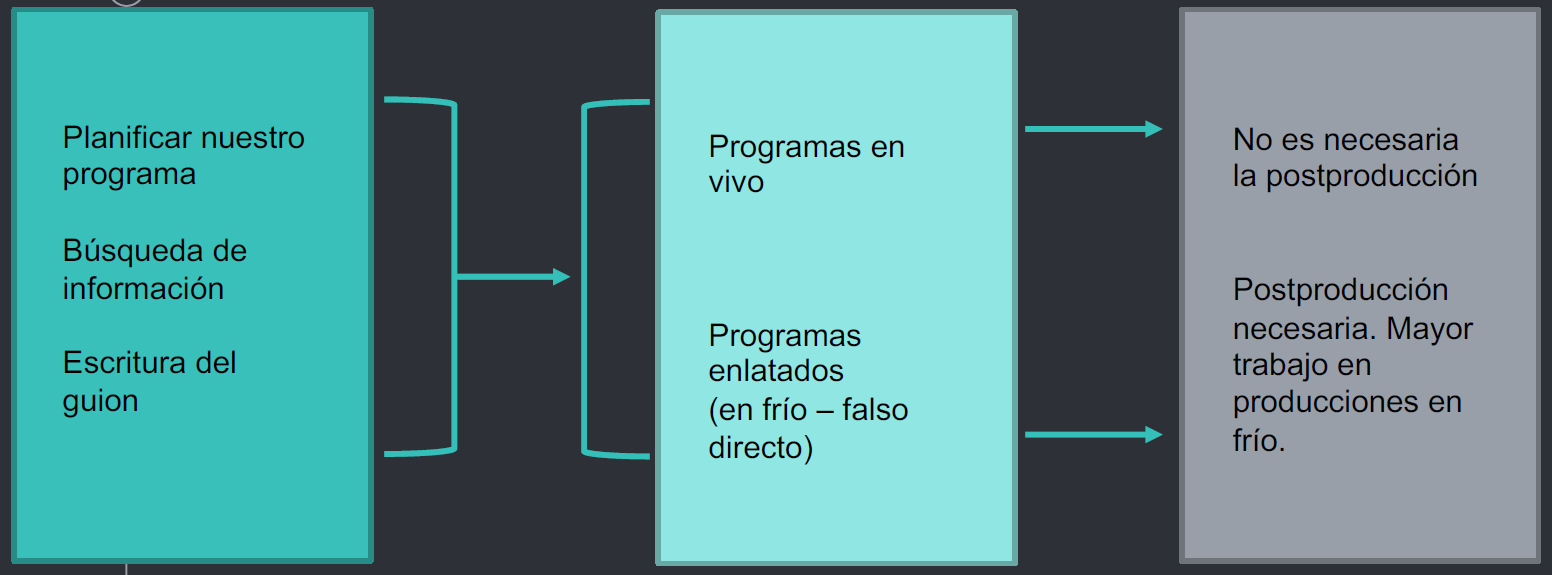 Planificar nuestro
programa
Búsqueda de
información
Escritura del
guion
Programas en
vivo
Programas
enlatados
(en frío – falso
directo)
No es necesaria
la postproducción
Postproducción
necesaria. Mayor
trabajo en
producciones en
frío.